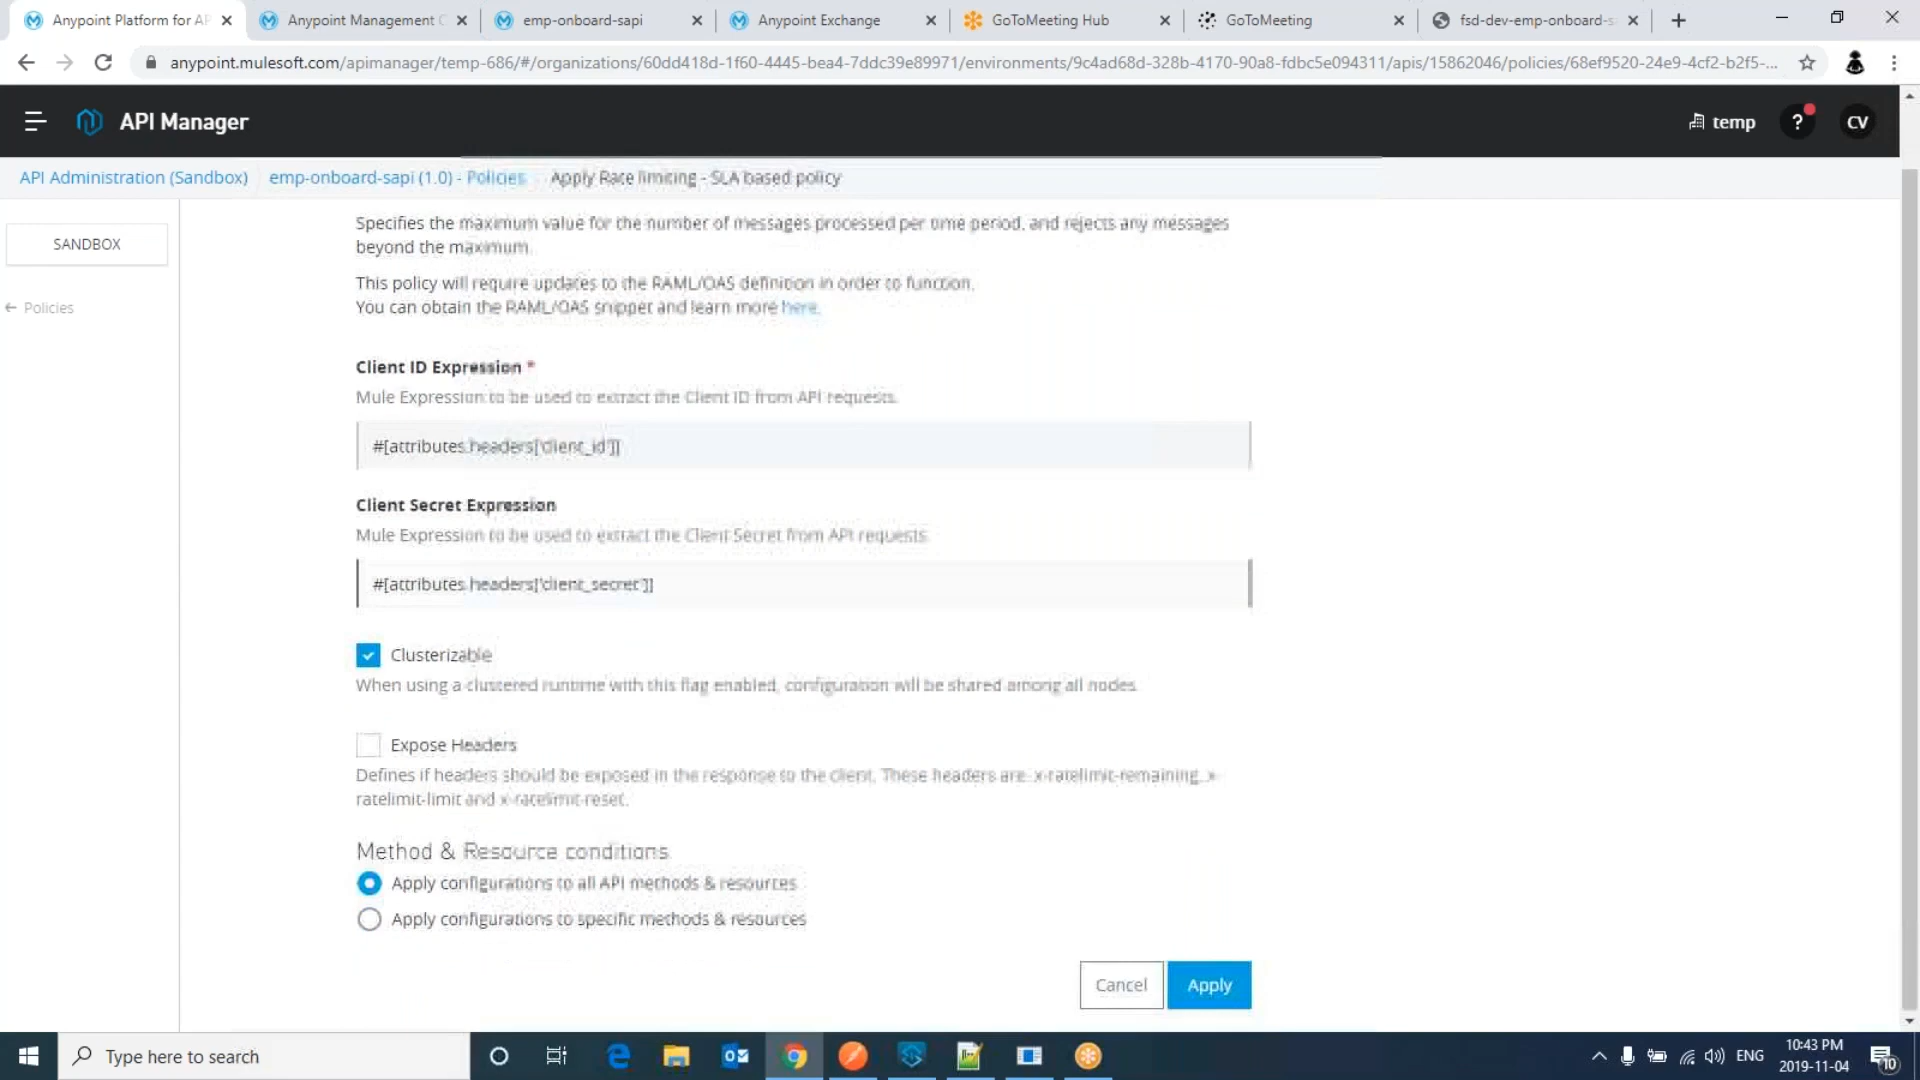 Anypoint Platform for AP
Anypoint Management C
emp-onboard-sapi
Anypoint Exchange
GoToMeeting Hub
GoToMeeting
fsd-dev-emp-onboard-s
anypoint.mulesoft.com/apimanager/temp-686/#/organizations/60dd418d-1f60-4445-bea4-7ddc39e89971/environments/9c4ad68d-328b-4170-90a8-fdbc5e094311/apis/15862046/policies/68ef9520-24e9-4cf2-b2f5-...
API Manager
temp
?
CV
API Administration (Sandbox)
emp-onboard-sapi (1.0) - Policies
Apply Rate limiting - SLA based policy
SANDBOX
← Policies
Specifies the maximum value for the number of messages processed per time period, and rejects any messages
beyond the maximum.
This policy will require updates to the RAML/OAS definition in order to function.
You can obtain the RAML/OAS snippet and learn more here.
Client ID Expression *
Mule Expression to be used to extract the Client ID from API requests.
#[attributes.headers['client_id']]
Client Secret Expression
Mule Expression to be used to extract the Client Secret from API requests.
#[attributes.headers['client_secret']]
Clusterizable
When using a clustered runtime with this flag enabled, configuration will be shared among all nodes.
Expose Headers
Defines if headers should be exposed in the response to the client. These headers are: x-ratelimit-remaining, x-
ratelimit-limit and x-ratelimit-reset.
Method & Resource conditions
Apply configurations to all API methods & resources
Apply configurations to specific methods & resources
Cancel
Apply
Type here to search
ENG
10:43 PM
2019-11-04
10